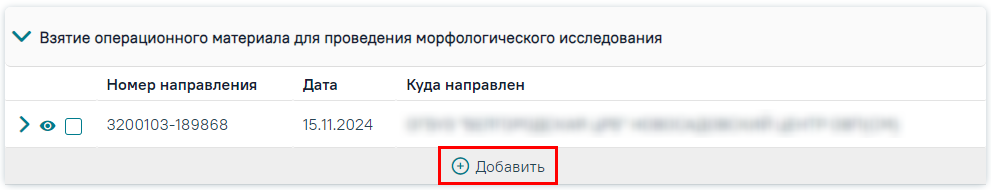 Взятие операционного материала для проведения морфологического исследования
Номер направления Дата Куда направлен
3200103-189868 15.11.2024
Добавить